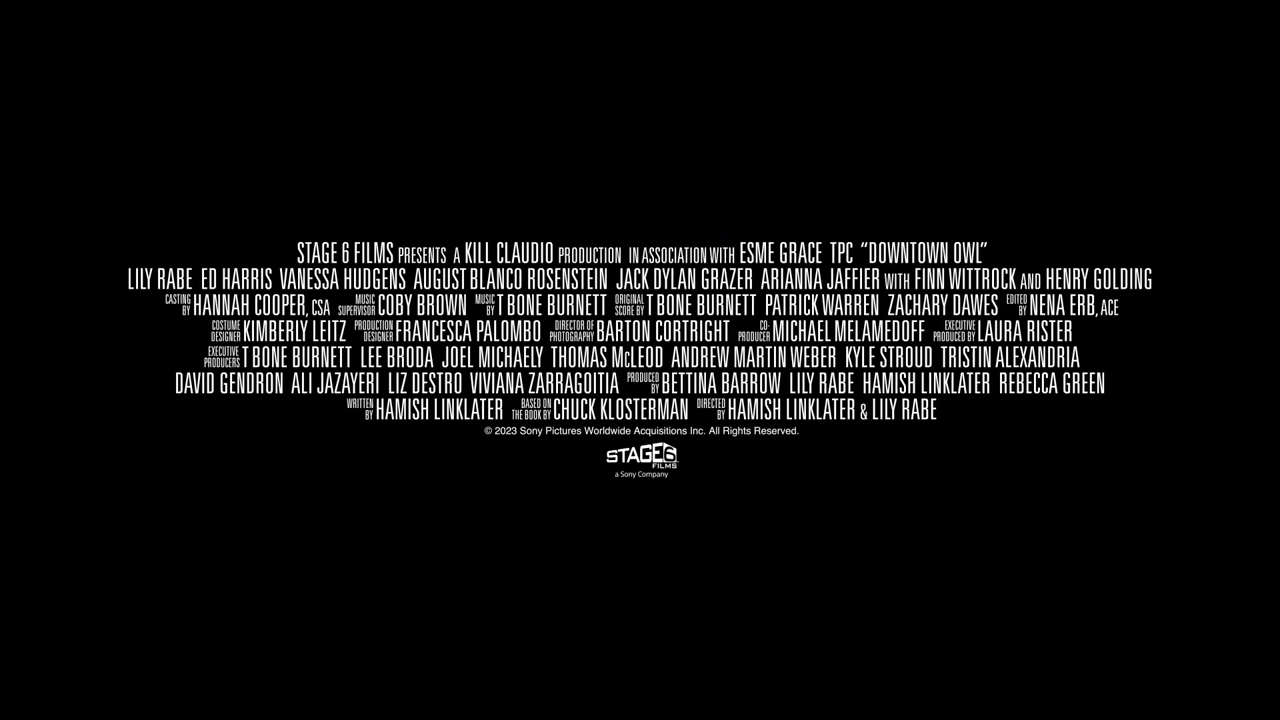 STAGE 6 FILMS PRESENTS A KILL CLAUDIO PRODUCTION IN ASSOCIATION WITH ESME GRACE TPC “DOWNTOWN OWL”
LILY RABE ED HARRIS VANESSA HUDGENS AUGUST BLANCO ROSENSTEIN JACK DYLAN GRAZER ARIANNA JAFFIER WITH FINN WITTROCK AND HENRY GOLDING
CASTING BY HANNAH COOPER, CSA MUSIC SUPERVISOR COBY BROWN MUSIC BY T BONE BURNETT ORIGINAL SCORE BY T BONE BURNETT PATRICK WARREN ZACHARY DAWES EDITED BY NENA ERB, ACE
COSTUME DESIGNER KIMBERLY LEITZ PRODUCTION DESIGNER FRANCESCA PALOMBO DIRECTOR OF PHOTOGRAPHY BARTON CORTRIGHT CO-PRODUCER MICHAEL MELAMEDOFF EXECUTIVE PRODUCED BY LAURA RISTER
EXECUTIVE PRODUCERS T BONE BURNETT LEE BRODA JOEL MICHAELY THOMAS McLEOD ANDREW MARTIN WEBER KYLE STROUD TRISTIN ALEXANDRIA
DAVID GENDRON ALI JAZAYERI LIZ DESTRO VIVIANA ZARRAGOITIA PRODUCED BY BETTINA BARROW LILY RABE HAMISH LINKLATER REBECCA GREEN
WRITTEN BY HAMISH LINKLATER BASED ON THE BOOK BY CHUCK KLOSTERMAN DIRECTED BY HAMISH LINKLATER & LILY RABE
© 2023 Sony Pictures Worldwide Acquisitions Inc. All Rights Reserved.
STAGE 6
FILMS
a Sony Company